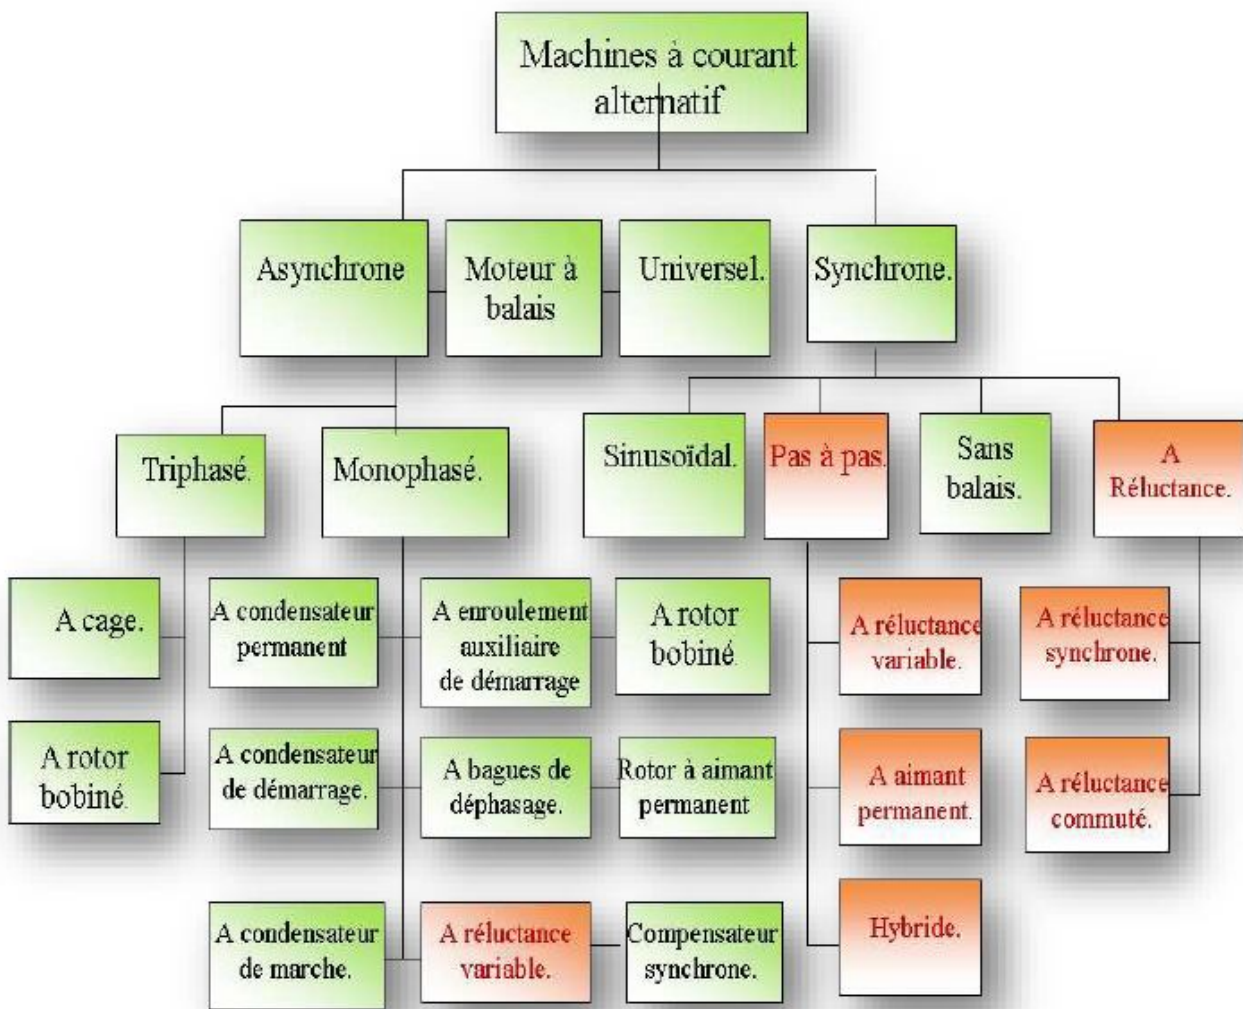 Machines à courant
alternatif
Asynchrone
Moteur à
balais
Universel.
Synchrone.
Triphasé.
Monophasé.
Sinusoïdal.
Pas à pas.
Sans
balais.
A
Réluctance.
A cage.
A condensateur
permanent
A enroulement
auxiliaire
de démarrage
A rotor
bobiné
A réluctance
variable.
A réluctance
synchrone.
A rotor
bobiné.
A condensateur
de démarrage.
A bagues de
déphasage.
Rotor à aimant
permanent
A aimant
permanent.
A réluctance
commuté.
A condensateur
de marche.
A réluctance
variable.
Compensateur
synchrone.
Hybride.